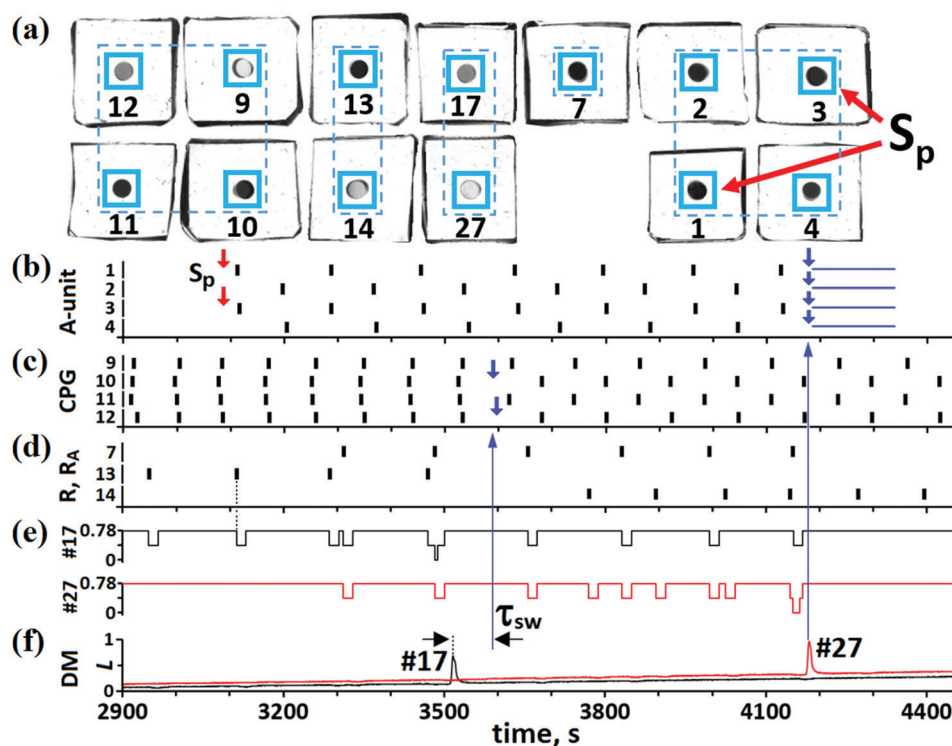 (a)
12 9 13 17 7 2 3
Sp
11 10 14 27 1 4
(b)
A-unit
1
2
3
4
Sp
(c)
CPG
9
10
11
12
(d)
R, RA
7
13
14
(e)
#17
0.78
0
#27
0.78
0
τsw
(f)
DM
L
1
0
#17
#27
2900 3200 3500 3800 4100 4400
time, s